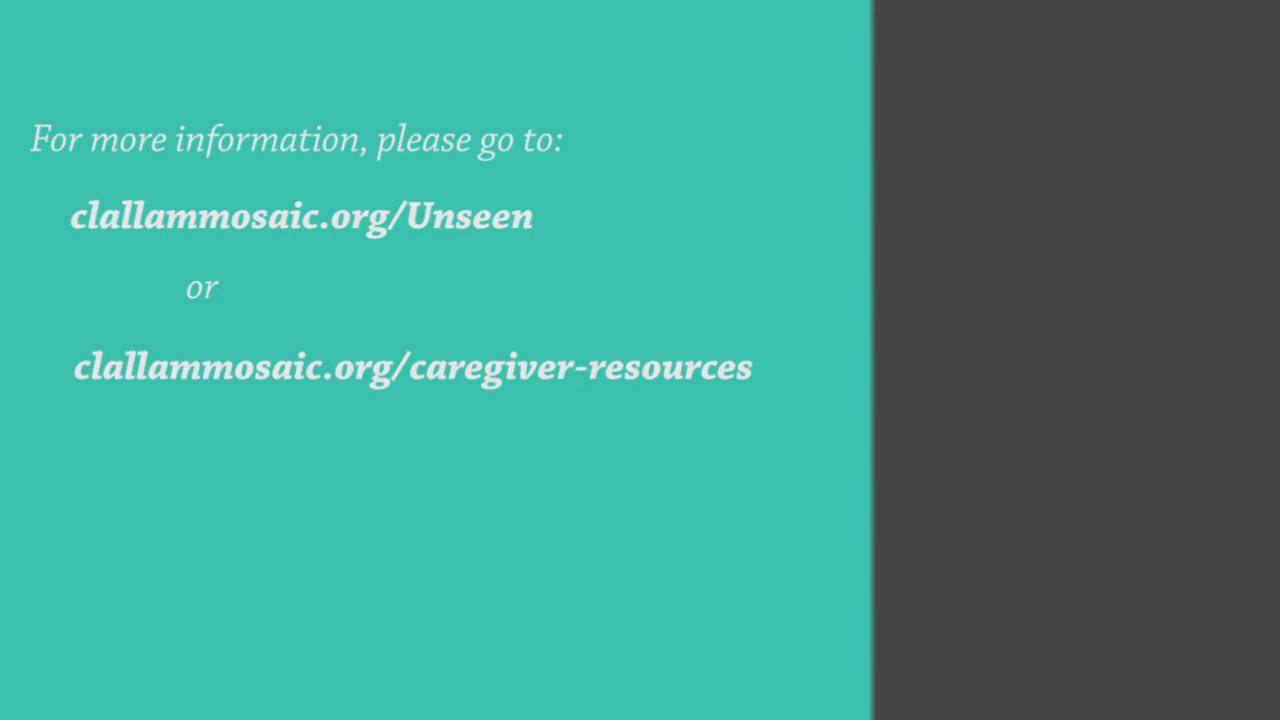 For more information, please go to:
clallammosaic.org/Unseen
or
clallammosaic.org/caregiver-resources